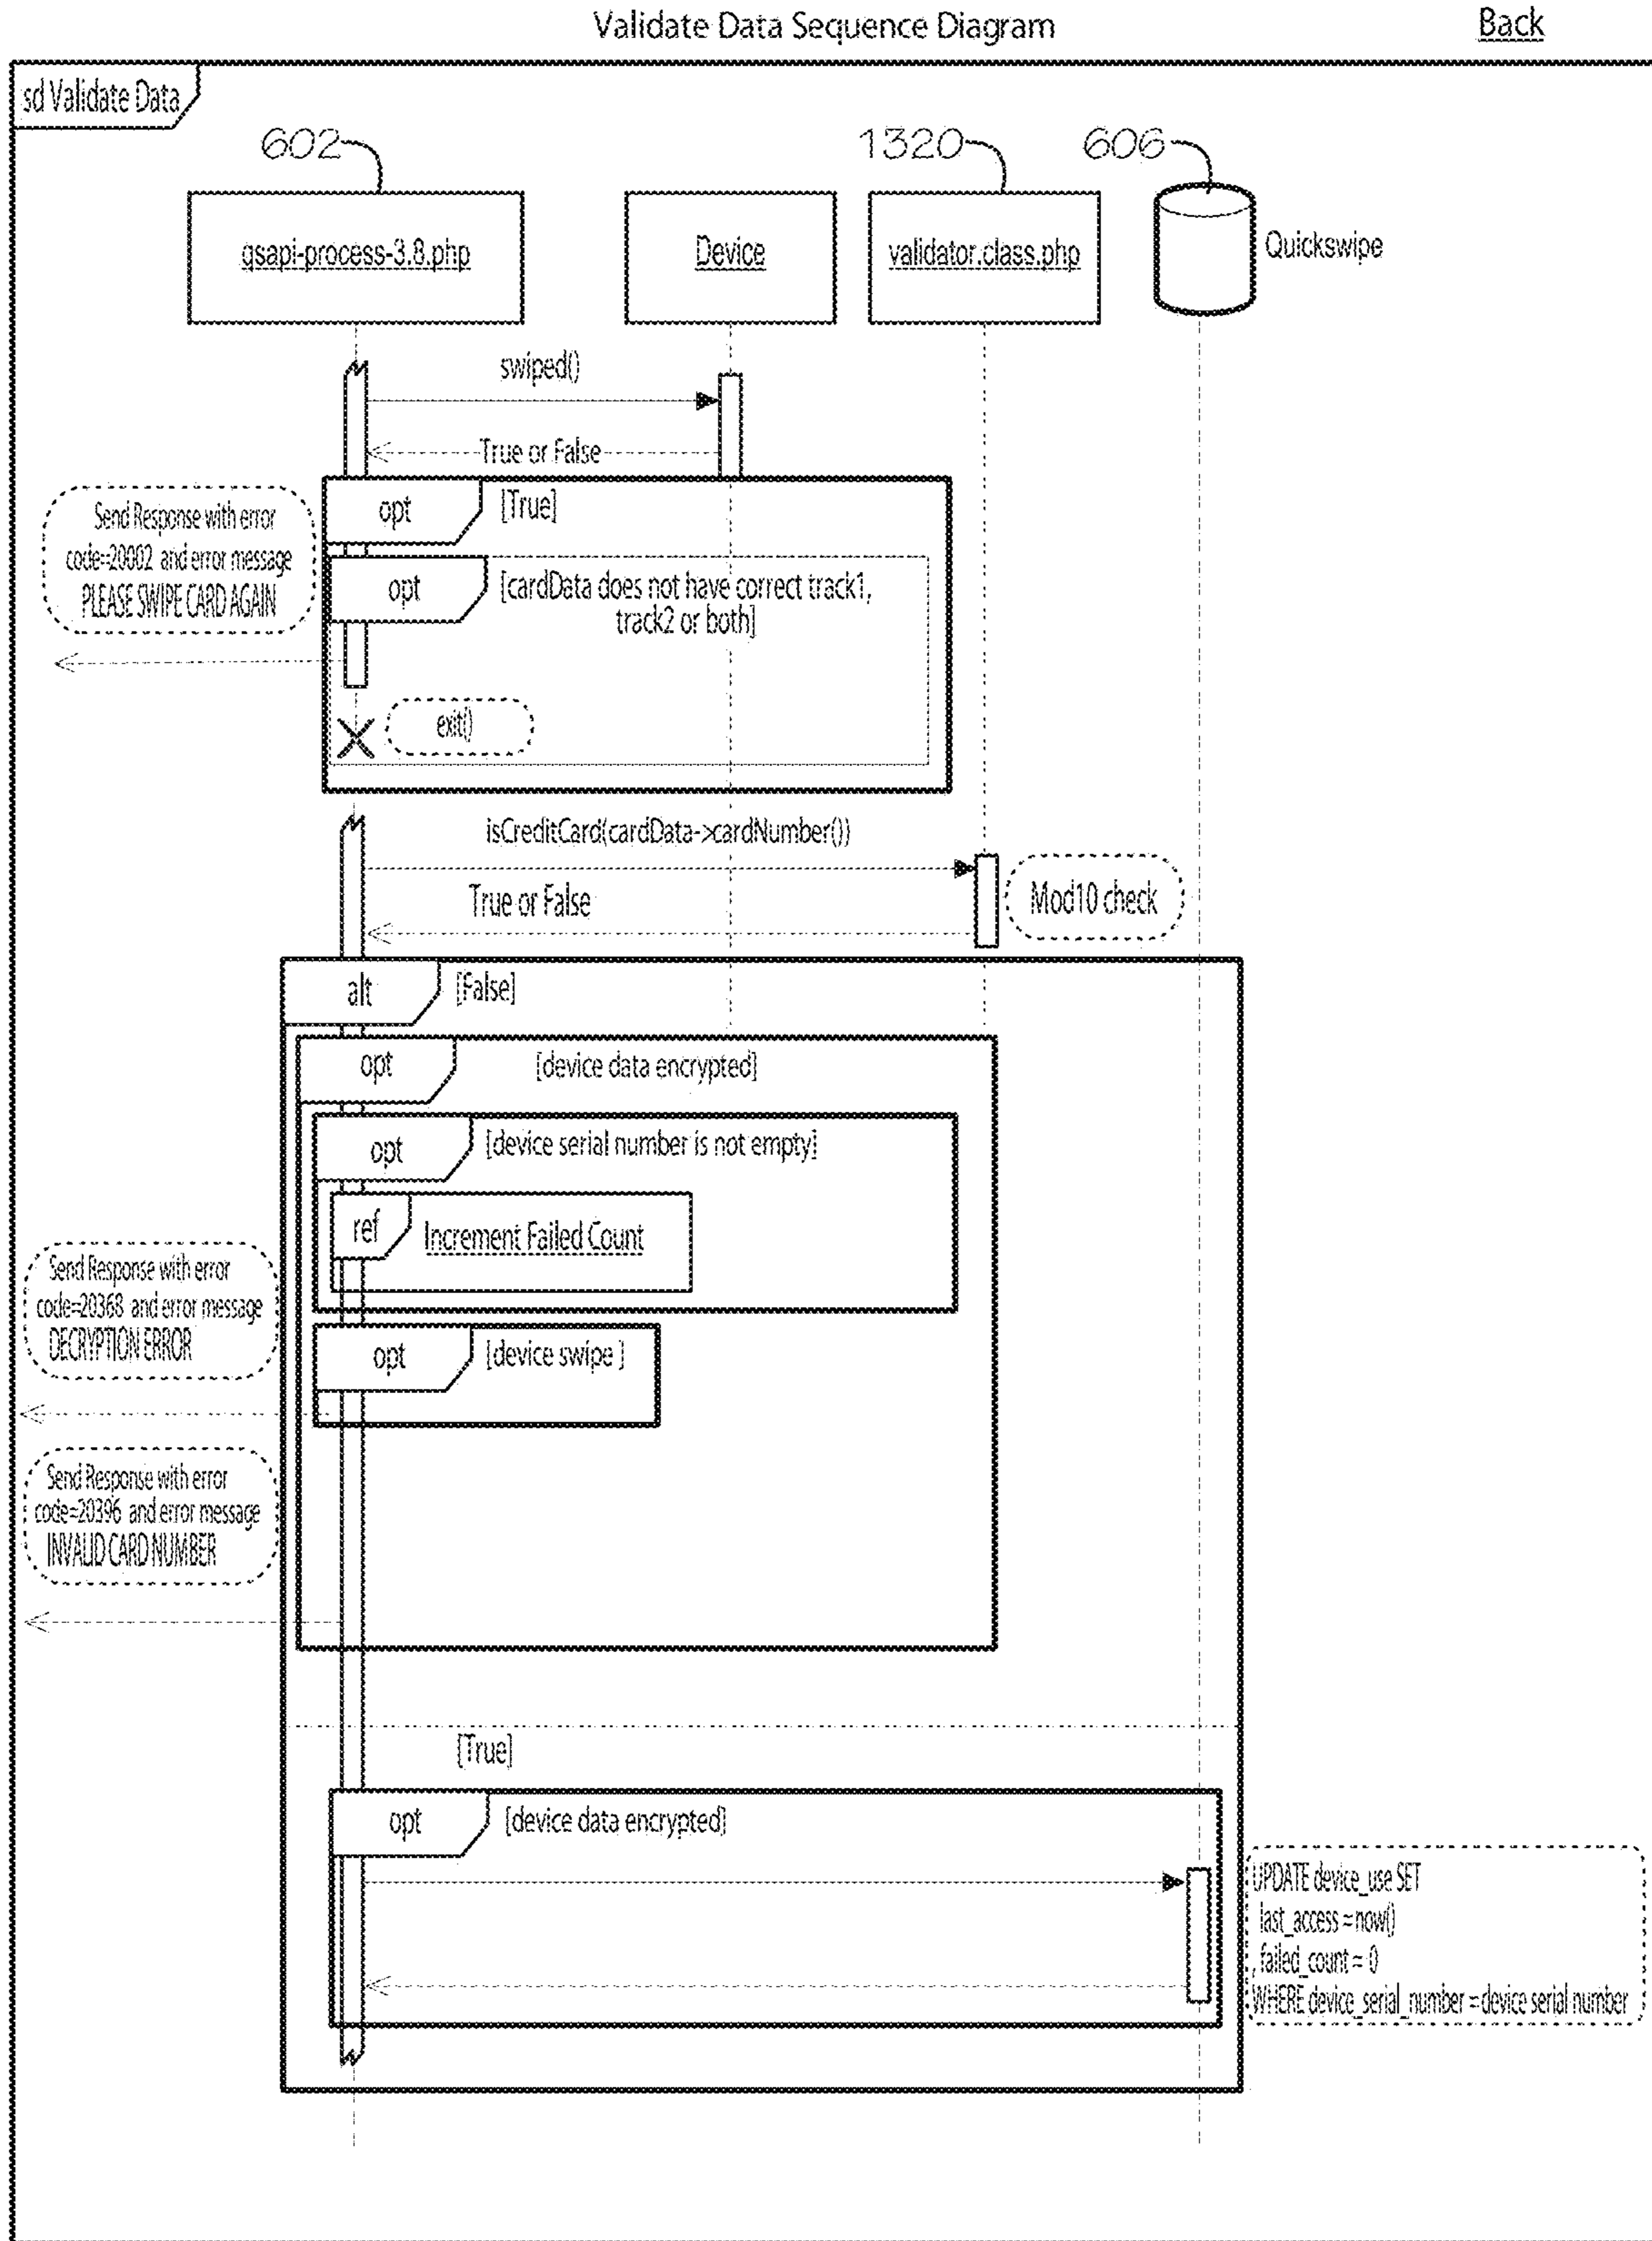 Validate Data Sequence Diagram
Back
sd Validate Data
602
1320
606
qsapi-process-3.8.php
Device
validator.class.php
Quickswipe
swiped()
True or False
opt
[True]
Send Response with error
code=20002 and error message
PLEASE SWIPE CARD AGAIN
opt
[cardData does not have correct track1,
track2 or both]
exit()
isCreditCard(cardData->cardNumber())
True or False
Mod10 check
alt
[False]
opt
[device data encrypted]
opt
[device serial number is not empty]
ref
Increment Failed Count
Send Response with error
code=20368 and error message
DECRYPTION ERROR
opt
[device swipe ]
Send Response with error
code=20396 and error message
INVALID CARD NUMBER
[True]
opt
[device data encrypted]
UPDATE device_use SET
last_access = now()
, failed_count = 0
WHERE device_serial_number = device serial number